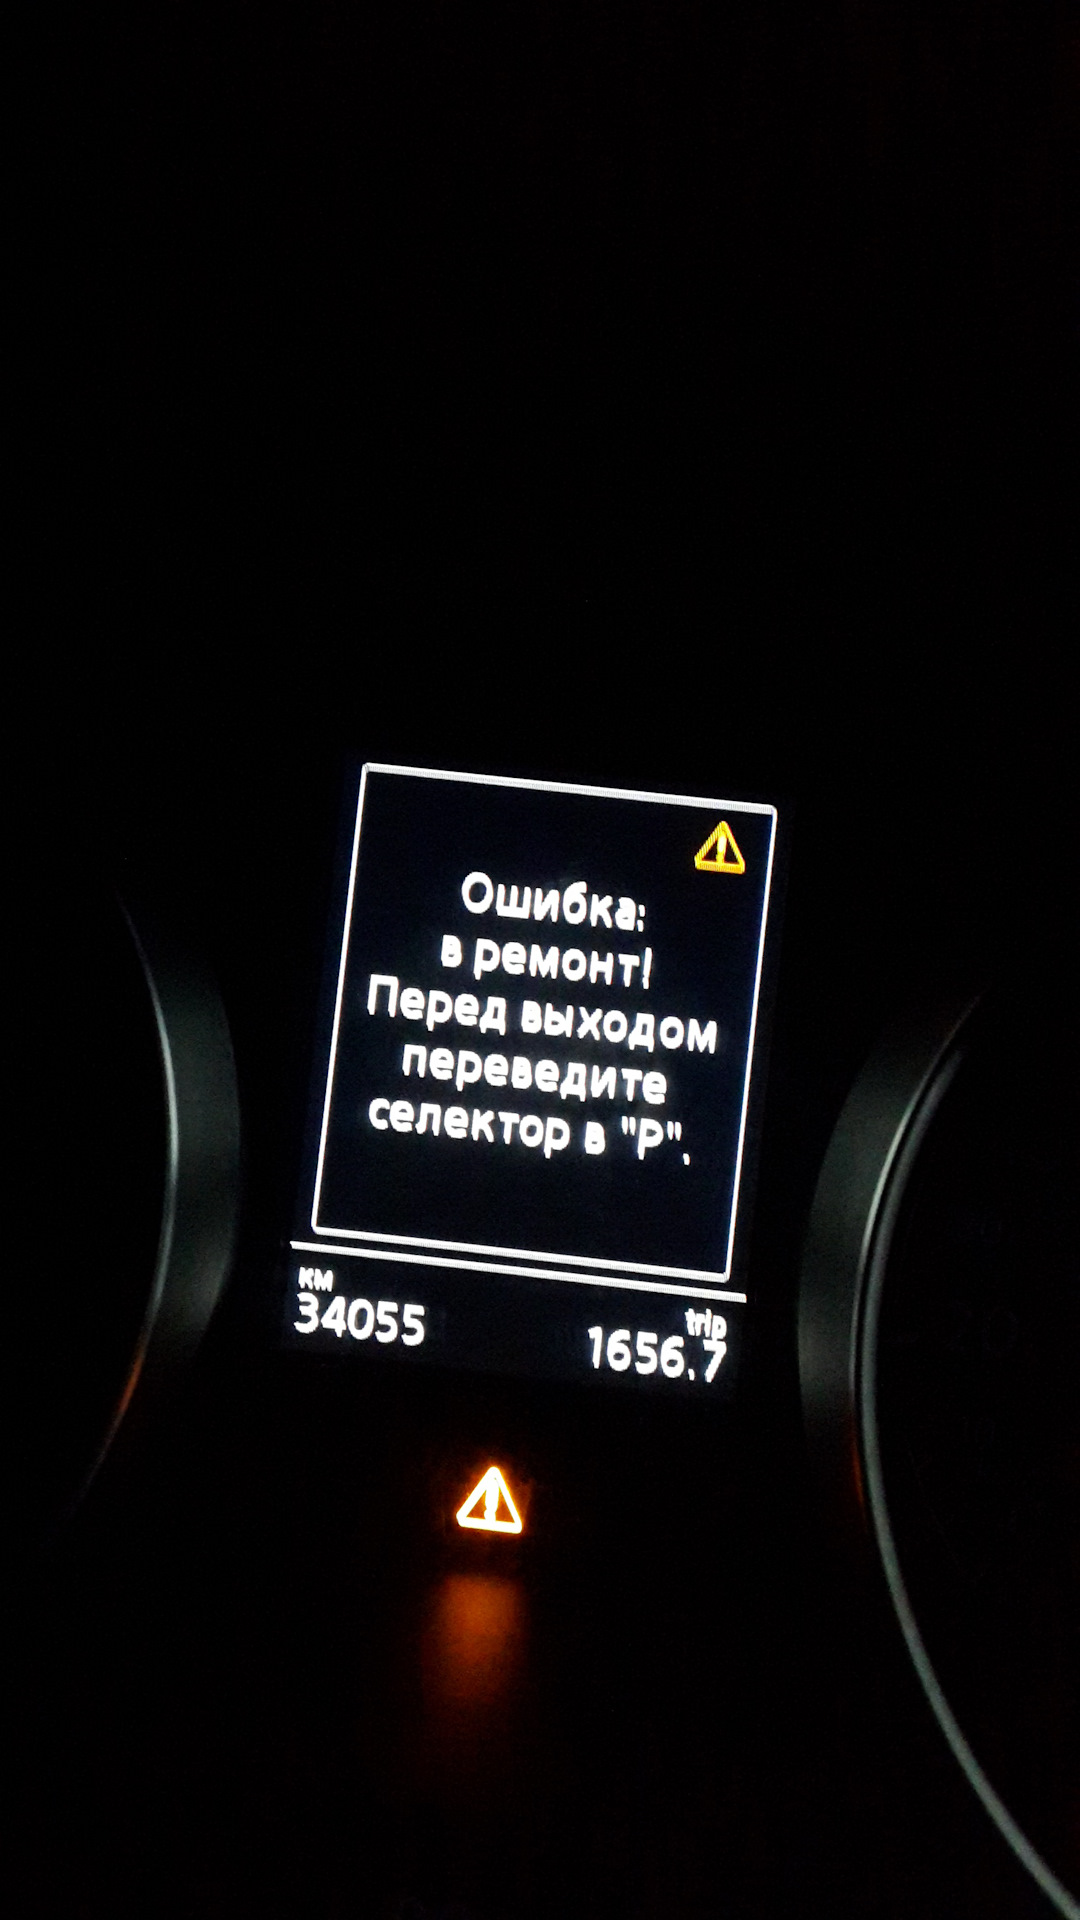 Ошибка:
в ремонт!
Перед выходом
переведите
селектор в "P".
км
34055
trip
1656.7